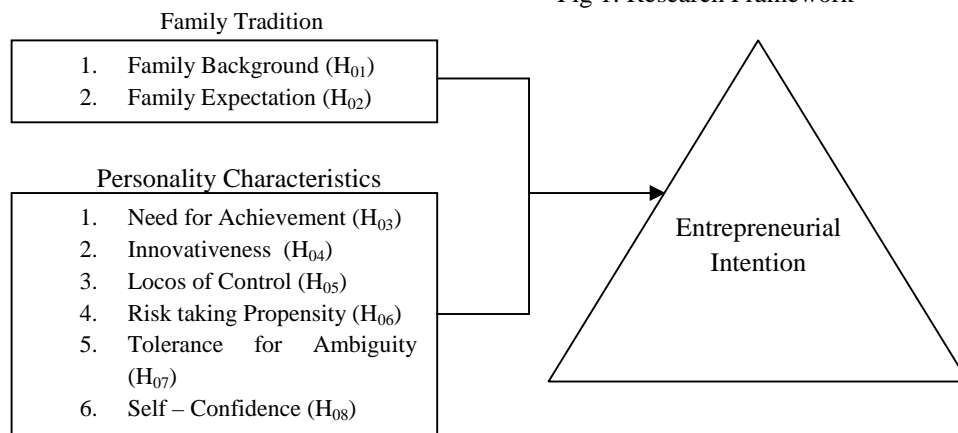 Fig 1: Research Framework
Family Tradition
1. Family Background (H01)
2. Family Expectation (H02)
Personality Characteristics
1. Need for Achievement (H03)
2. Innovativeness (H04)
3. Locos of Control (H05)
4. Risk taking Propensity (H06)
5. Tolerance for Ambiguity
(H07)
6. Self – Confidence (H08)
Entrepreneurial
Intention